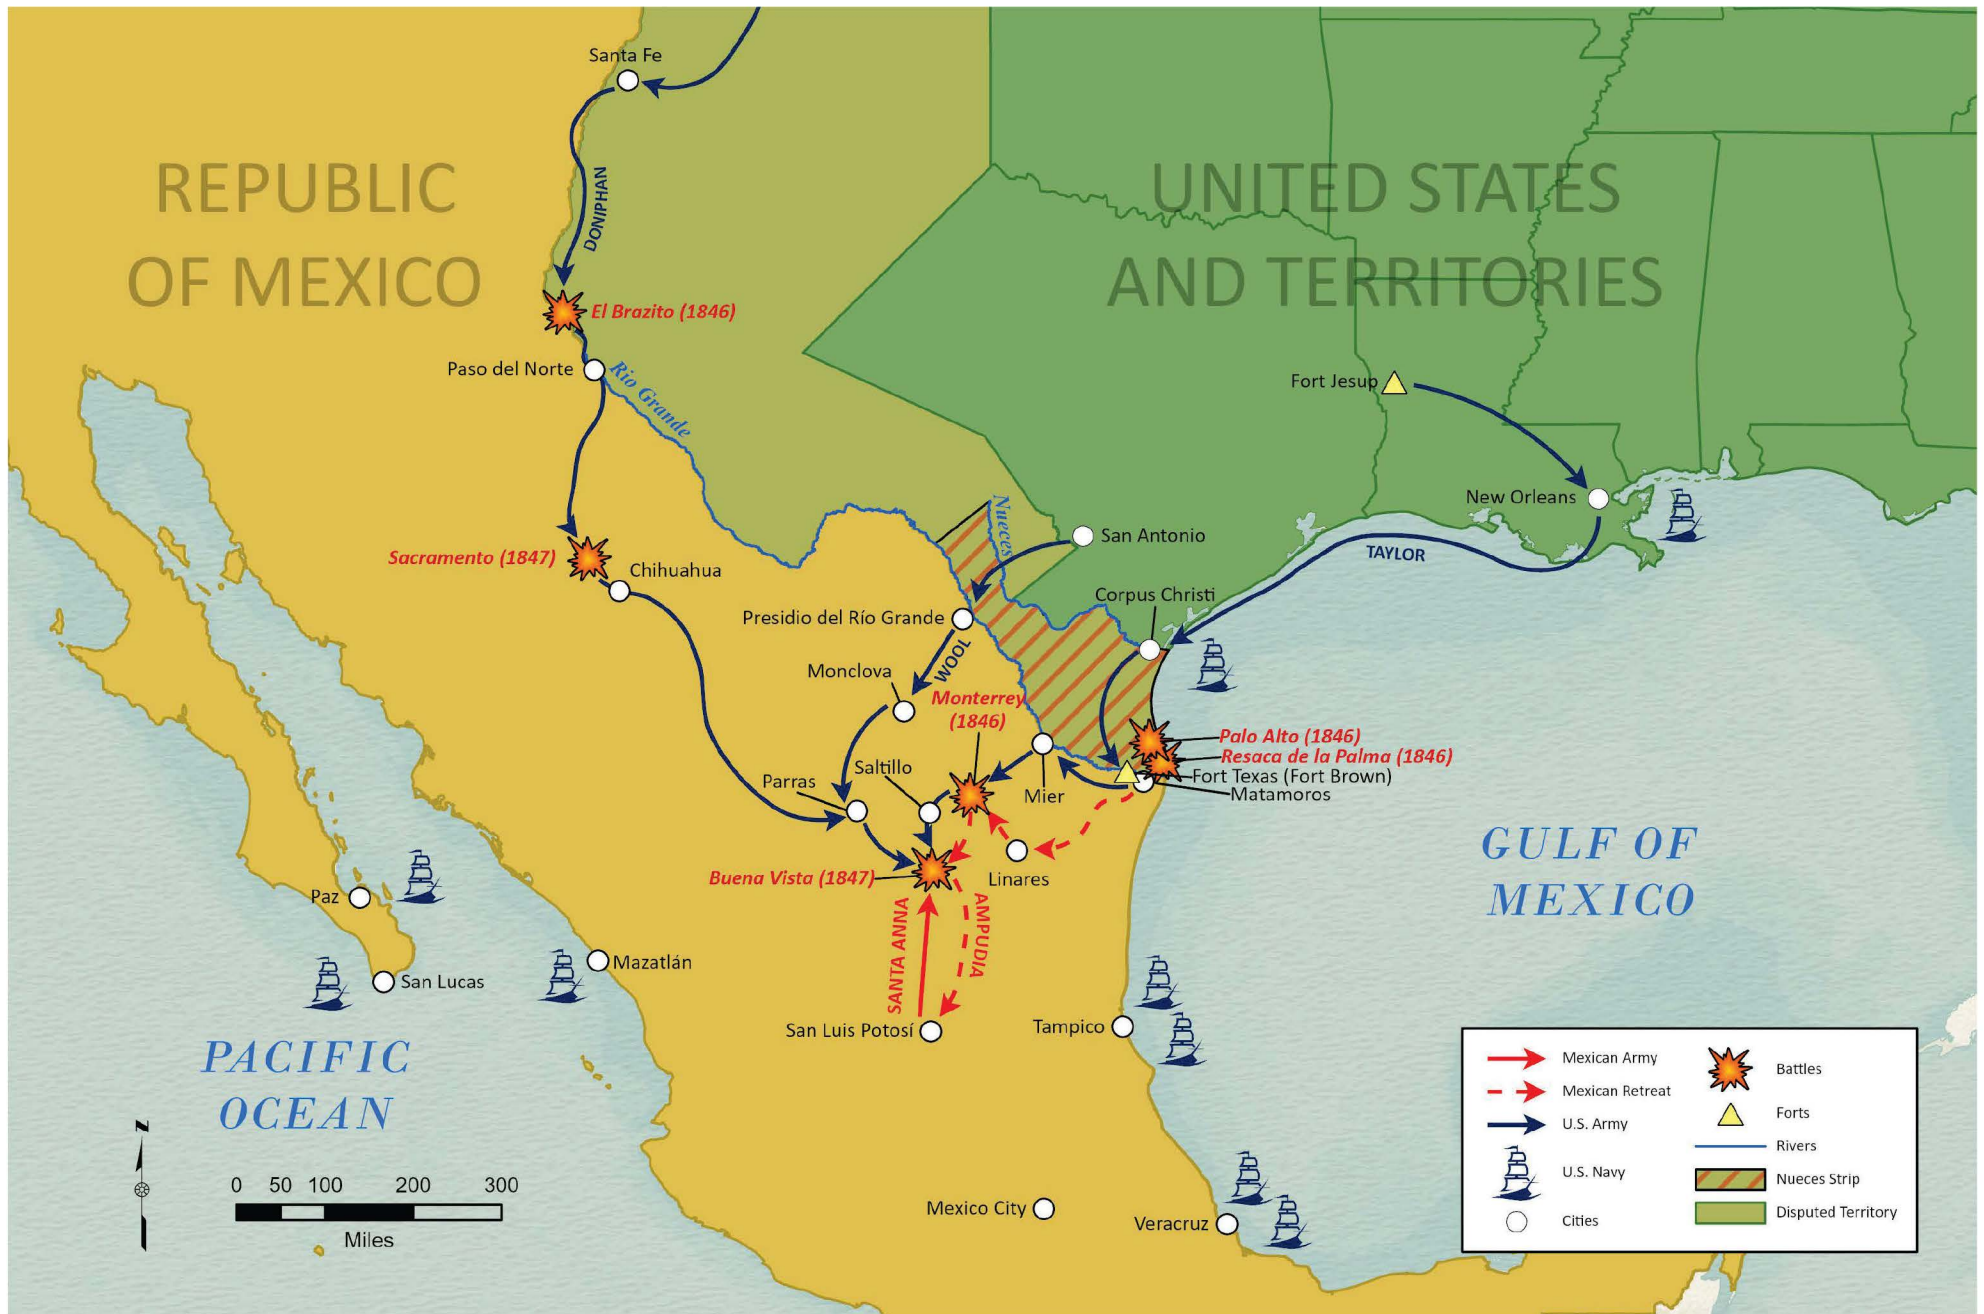 Santa Fe
REPUBLIC
OF MEXICO
UNITED STATES
AND TERRITORIES
DONIPHAN
El Brazito (1846)
Paso del Norte
Rio Grande
Fort Jesup
New Orleans
Nueces
San Antonio
TAYLOR
Sacramento (1847)
Chihuahua
Corpus Christi
Presidio del Río Grande
WOOL
Monclova
Monterrey
(1846)
Palo Alto (1846)
Resaca de la Palma (1846)
Fort Texas (Fort Brown)
Matamoros
Saltillo
Parras
Mier
Buena Vista (1847)
Linares
GULF OF
MEXICO
SANTA ANNA
AMPUDIA
Paz
San Lucas
Mazatlán
San Luis Potosí
Tampico
PACIFIC
OCEAN
N
0 50 100 200 300
Miles
Mexico City
Veracruz
Mexican Army
Mexican Retreat
U.S. Army
U.S. Navy
Cities
Battles
Forts
Rivers
Nueces Strip
Disputed Territory